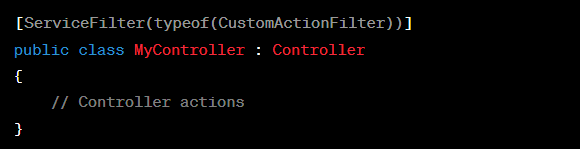 [ServiceFilter(typeof(CustomActionFilter))]
public class MyController : Controller
{
    // Controller actions
}